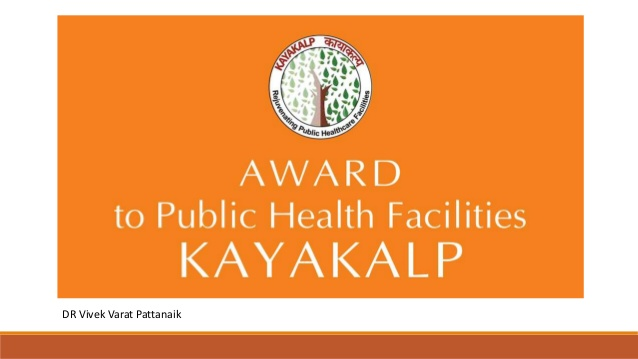 KAYAKALP कायाकल्प
Rejuvenating Public Healthcare Facilities
AWARD
to Public Health Facilities
KAYAKALP
DR Vivek Varat Pattanaik